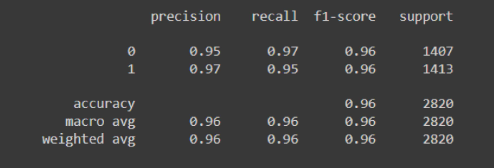 precision recall f1-score support
0 0.95 0.97 0.96 1407
1 0.97 0.95 0.96 1413
accuracy 0.96 2820
macro avg 0.96 0.96 0.96 2820
weighted avg 0.96 0.96 0.96 2820